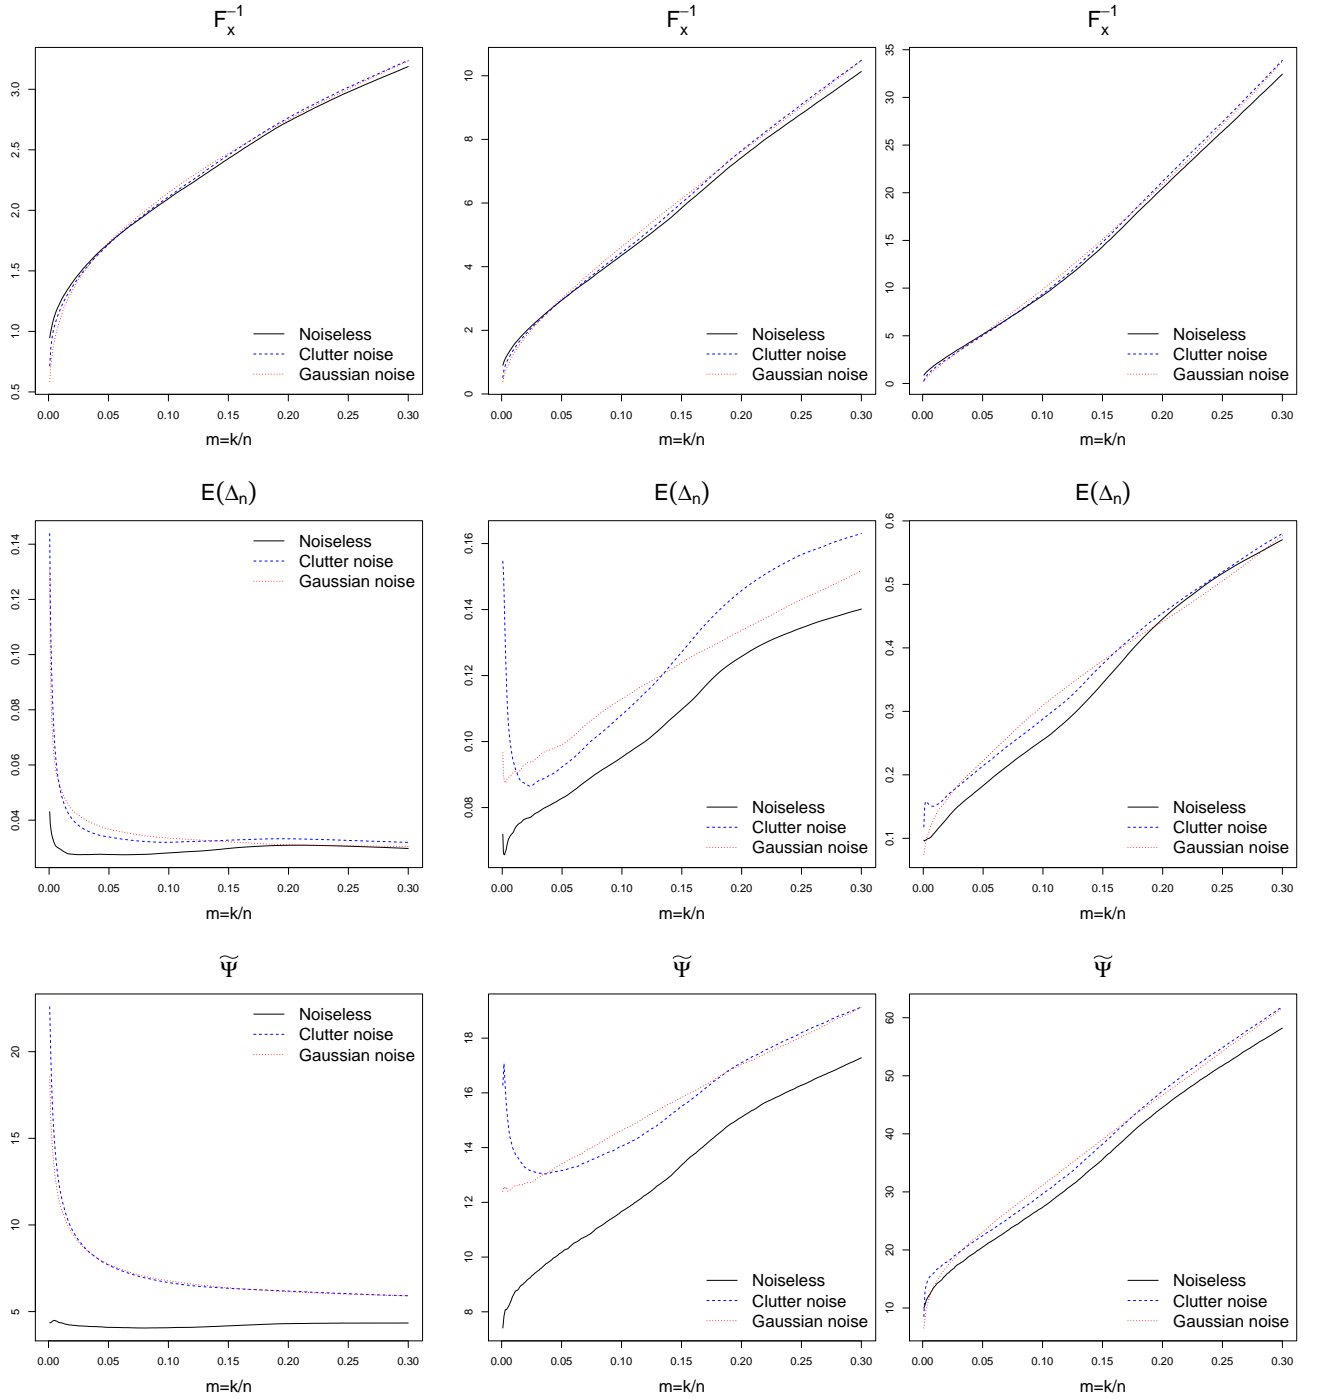 F_x^{-1} F_x^{-1} F_x^{-1}
3.0
2.5
2.0
1.5
1.0
0.5
Noiseless
Clutter noise
Gaussian noise
0.00 0.05 0.10 0.15 0.20 0.25 0.30
m=k/n
10
8
6
4
2
0
Noiseless
Clutter noise
Gaussian noise
0.00 0.05 0.10 0.15 0.20 0.25 0.30
m=k/n
35
30
25
20
15
10
5
0
Noiseless
Clutter noise
Gaussian noise
0.00 0.05 0.10 0.15 0.20 0.25 0.30
m=k/n
E(Δ_n) E(Δ_n) E(Δ_n)
0.14
0.12
0.10
0.08
0.06
0.04
Noiseless
Clutter noise
Gaussian noise
0.00 0.05 0.10 0.15 0.20 0.25 0.30
m=k/n
0.16
0.14
0.12
0.10
0.08
Noiseless
Clutter noise
Gaussian noise
0.00 0.05 0.10 0.15 0.20 0.25 0.30
m=k/n
0.6
0.5
0.4
0.3
0.2
0.1
Noiseless
Clutter noise
Gaussian noise
0.00 0.05 0.10 0.15 0.20 0.25 0.30
m=k/n
Ψ̃ Ψ̃ Ψ̃
20
15
10
5
Noiseless
Clutter noise
Gaussian noise
0.00 0.05 0.10 0.15 0.20 0.25 0.30
m=k/n
18
16
14
12
10
8
Noiseless
Clutter noise
Gaussian noise
0.00 0.05 0.10 0.15 0.20 0.25 0.30
m=k/n
60
50
40
30
20
10
Noiseless
Clutter noise
Gaussian noise
0.00 0.05 0.10 0.15 0.20 0.25 0.30
m=k/n